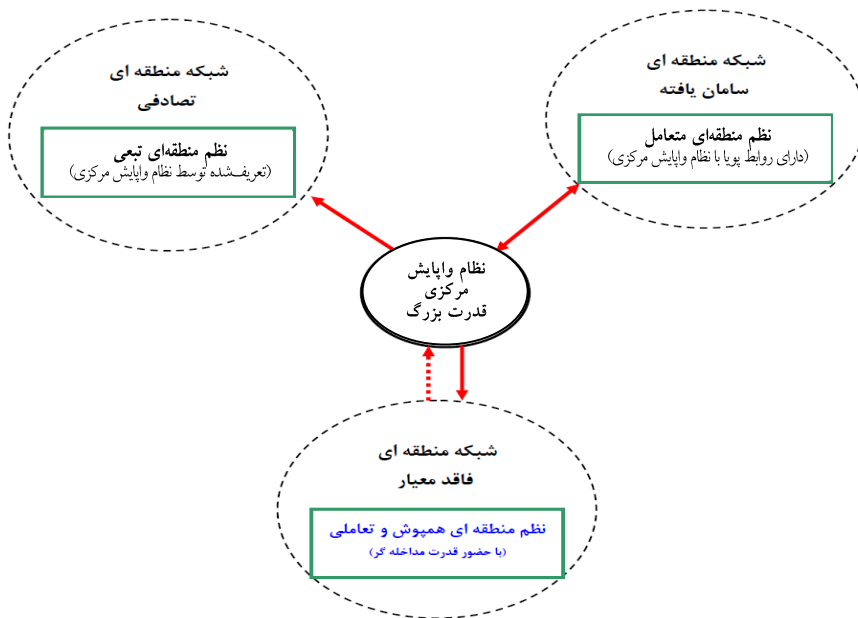 شبکه منطقه ای
سامان یافته
نظم منطقه‌ای متعامل
(دارای روابط پویا با نظام واپایش مرکزی)
شبکه منطقه ای
تصادفی
نظم منطقه‌ای تبعی
(تعریف‌شده توسط نظام واپایش مرکزی)
نظام واپایش
مرکزی
قدرت بزرگ
شبکه منطقه ای
فاقد معیار
نظم منطقه ای همپوش و تعاملی
(با حضور قدرت مداخله گر)